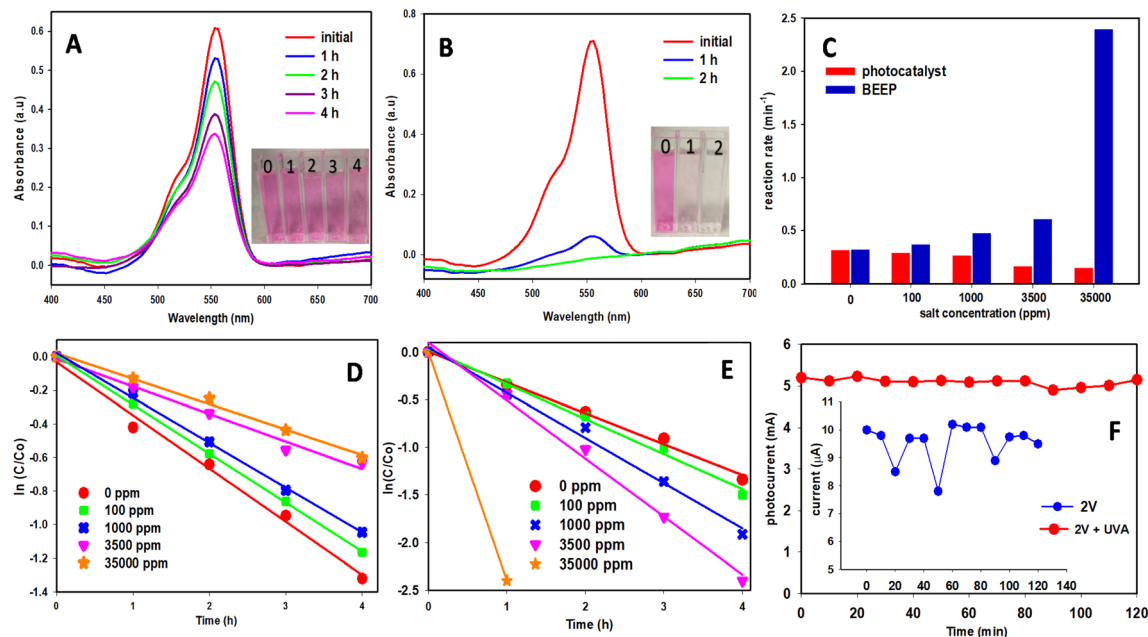 A
Absorbance (a.u)
0.6
0.5
0.4
0.3
0.2
0.1
0.0
initial
1 h
2 h
3 h
4 h
0 1 2 3 4
400 450 500 550 600 650 700
Wavelength (nm)
B
Absorbance (a.u)
0.8
0.6
0.4
0.2
0.0
initial
1 h
2 h
0 1 2
400 450 500 550 600 650 700
Wavelength (nm)
C
reaction rate (min⁻¹)
2.5
2.0
1.5
1.0
0.5
0.0
photocatalyst
BEEP
0 100 1000 3500 35000
salt concentration (ppm)
D
ln (C/Co)
0.0
-0.2
-0.4
-0.6
-0.8
-1.0
-1.2
-1.4
0 ppm
100 ppm
1000 ppm
3500 ppm
35000 ppm
0 1 2 3 4
Time (h)
E
ln(C/Co)
0.0
-0.5
-1.0
-1.5
-2.0
-2.5
0 ppm
100 ppm
1000 ppm
3500 ppm
35000 ppm
0 1 2 3 4
Time (h)
F
photocurrent (mA)
6
5
4
3
2
1
0
current (µA)
11
10
9
8
7
6
5
0 20 40 60 80 100 120 140
2V
2V + UVA
0 20 40 60 80 100 120
Time (min)